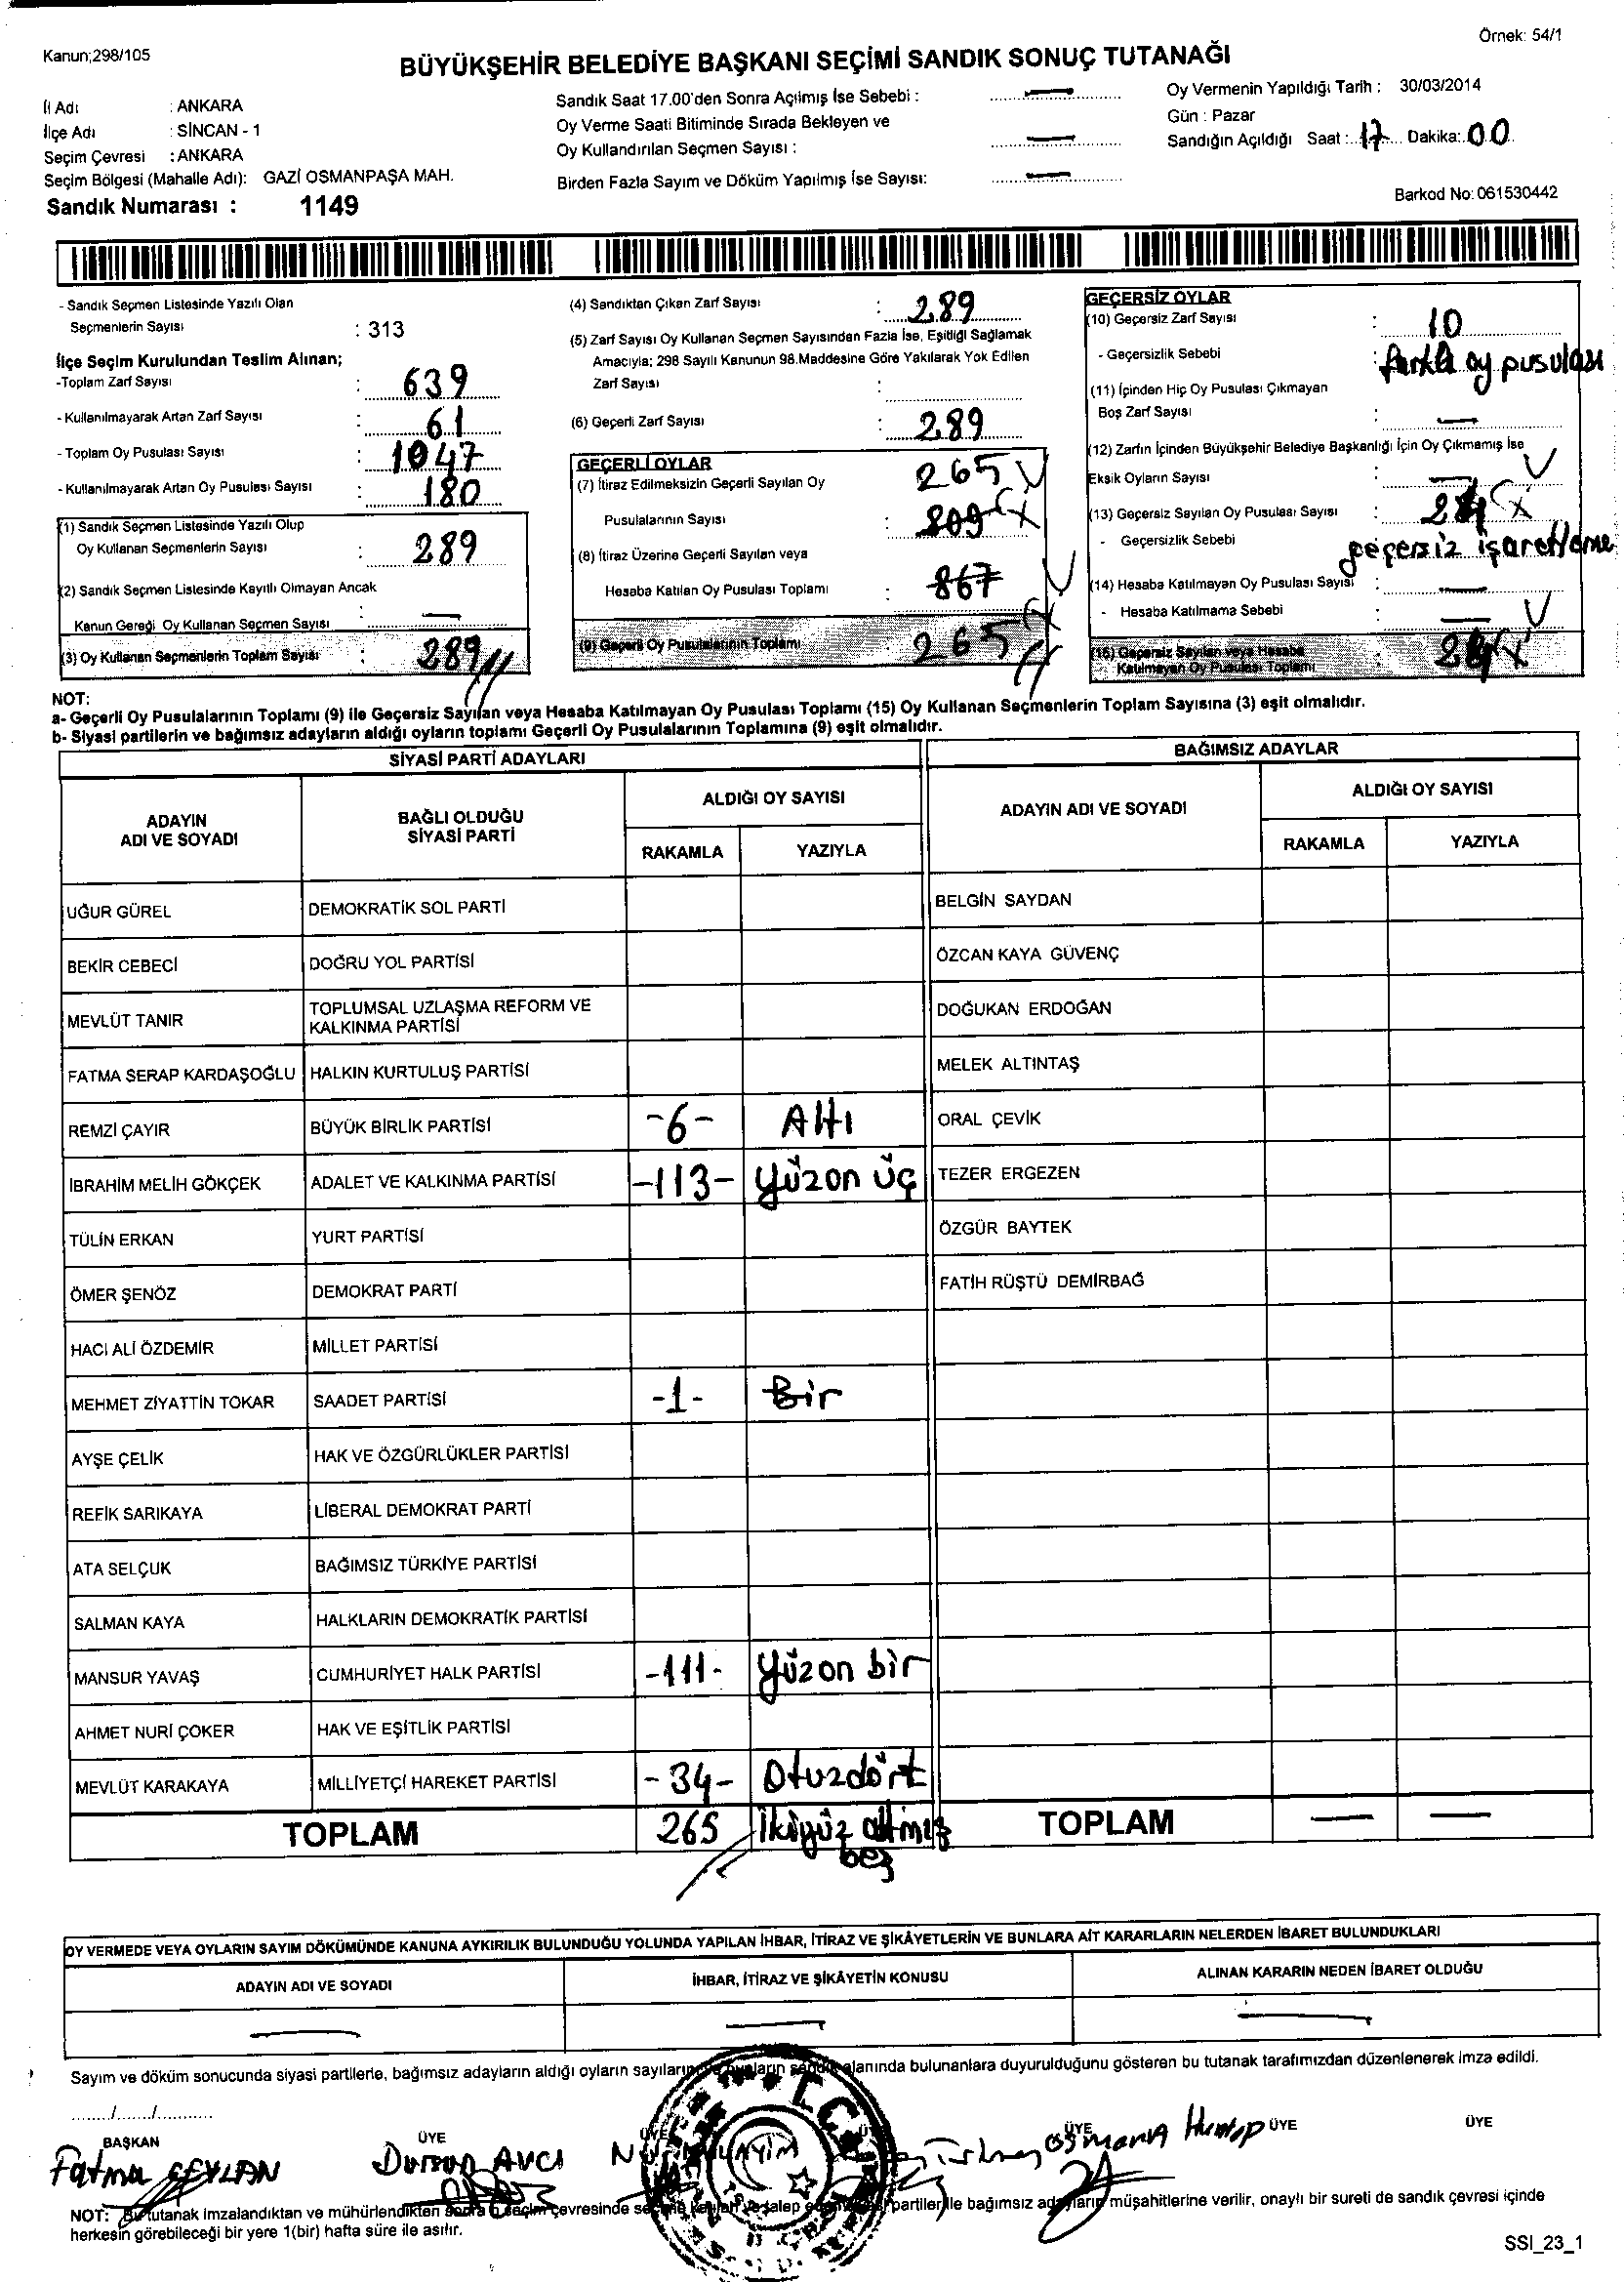 Örnek: 54/1
Kanun;298/105
BÜYÜKŞEHİR BELEDİYE BAŞKANI SEÇİMİ SANDIK SONUÇ TUTANAĞI
İl Adı : ANKARA
İlçe Adı : SİNCAN - 1
Seçim Çevresi : ANKARA
Seçim Bölgesi (Mahalle Adı): GAZİ OSMANPAŞA MAH.
Sandık Numarası : 1149
Sandık Saat 17.00'den Sonra Açılmış İse Sebebi : —
Oy Verme Saati Bitiminde Sırada Bekleyen ve
Oy Kullandırılan Seçmen Sayısı : —
Birden Fazla Sayım ve Döküm Yapılmış İse Sayısı: —
Oy Vermenin Yapıldığı Tarih : 30/03/2014
Gün : Pazar
Sandığın Açıldığı Saat : 17 Dakika: 00
Barkod No: 061530442
- Sandık Seçmen Listesinde Yazılı Olan
Seçmenlerin Sayısı : 313
İlçe Seçim Kurulundan Teslim Alınan;
-Toplam Zarf Sayısı : 639
- Kullanılmayarak Artan Zarf Sayısı : 61
- Toplam Oy Pusulası Sayısı : 1047
- Kullanılmayarak Artan Oy Pusulası Sayısı : 180
(1) Sandık Seçmen Listesinde Yazılı Olup
Oy Kullanan Seçmenlerin Sayısı : 289
(2) Sandık Seçmen Listesinde Kayıtlı Olmayan Ancak
Kanun Gereği Oy Kullanan Seçmen Sayısı —
(3) Oy Kullanan Seçmenlerin Toplam Sayısı : 289
(4) Sandıktan Çıkan Zarf Sayısı : 289
(5) Zarf Sayısı Oy Kullanan Seçmen Sayısından Fazla İse, Eşitliği Sağlamak
Amacıyla; 298 Sayılı Kanunun 98.Maddesine Göre Yakılarak Yok Edilen
Zarf Sayısı :
(6) Geçerli Zarf Sayısı : 289
GEÇERLİ OYLAR
265
(7) İtiraz Edilmeksizin Geçerli Sayılan Oy
Pusulalarının Sayısı : 809
(8) İtiraz Üzerine Geçerli Sayılan veya
Hesaba Katılan Oy Pusulası Toplamı : 867
(9) Geçerli Oy Pusulalarının Toplamı : 265
GEÇERSİZ OYLAR
(10) Geçersiz Zarf Sayısı : 10
- Geçersizlik Sebebi : farklı oy pusulası
(11) İçinden Hiç Oy Pusulası Çıkmayan
Boş Zarf Sayısı : —
(12) Zarfın İçinden Büyükşehir Belediye Başkanlığı İçin Oy Çıkmamış İse
Eksik Oyların Sayısı : —
(13) Geçersiz Sayılan Oy Pusulası Sayısı : 24
- Geçersizlik Sebebi geçersiz işaretleme
(14) Hesaba Katılmayan Oy Pusulası Sayısı : —
- Hesaba Katılmama Sebebi : —
(15) Geçersiz Sayılan veya Hesaba
Katılmayan Oy Pusulası Toplamı : 24
NOT:
a- Geçerli Oy Pusulalarının Toplamı (9) ile Geçersiz Sayılan veya Hesaba Katılmayan Oy Pusulası Toplamı (15) Oy Kullanan Seçmenlerin Toplam Sayısına (3) eşit olmalıdır.
b- Siyasi partilerin ve bağımsız adayların aldığı oyların toplamı Geçerli Oy Pusulalarının Toplamına (9) eşit olmalıdır.
SİYASİ PARTİ ADAYLARI
ADAYIN
ADI VE SOYADI
BAĞLI OLDUĞU
SİYASİ PARTİ
ALDIĞI OY SAYISI
RAKAMLA YAZIYLA
UĞUR GÜREL DEMOKRATİK SOL PARTİ
BEKİR CEBECİ DOĞRU YOL PARTİSİ
MEVLÜT TANIR TOPLUMSAL UZLAŞMA REFORM VE
KALKINMA PARTİSİ
FATMA SERAP KARDAŞOĞLU HALKIN KURTULUŞ PARTİSİ
REMZİ ÇAYIR BÜYÜK BİRLİK PARTİSİ -6- Altı
İBRAHİM MELİH GÖKÇEK ADALET VE KALKINMA PARTİSİ -113- Yüzon üç
TÜLİN ERKAN YURT PARTİSİ
ÖMER ŞENÖZ DEMOKRAT PARTİ
HACI ALİ ÖZDEMİR MİLLET PARTİSİ
MEHMET ZİYATTİN TOKAR SAADET PARTİSİ -1- Bir
AYŞE ÇELİK HAK VE ÖZGÜRLÜKLER PARTİSİ
REFİK SARIKAYA LİBERAL DEMOKRAT PARTİ
ATA SELÇUK BAĞIMSIZ TÜRKİYE PARTİSİ
SALMAN KAYA HALKLARIN DEMOKRATİK PARTİSİ
MANSUR YAVAŞ CUMHURİYET HALK PARTİSİ -111- Yüzon bir
AHMET NURİ ÇOKER HAK VE EŞİTLİK PARTİSİ
MEVLÜT KARAKAYA MİLLİYETÇİ HAREKET PARTİSİ -34- Otuzdört
TOPLAM 265 İkiyüz altmış
beş
BAĞIMSIZ ADAYLAR
ADAYIN ADI VE SOYADI
ALDIĞI OY SAYISI
RAKAMLA YAZIYLA
BELGİN SAYDAN
ÖZCAN KAYA GÜVENÇ
DOĞUKAN ERDOĞAN
MELEK ALTINTAŞ
ORAL ÇEVİK
TEZER ERGEZEN
ÖZGÜR BAYTEK
FATİH RÜŞTÜ DEMİRBAĞ
TOPLAM — —
OY VERMEDE VEYA OYLARIN SAYIM DÖKÜMÜNDE KANUNA AYKIRILIK BULUNDUĞU YOLUNDA YAPILAN İHBAR, İTİRAZ VE ŞİKÂYETLERİN VE BUNLARA AİT KARARLARIN NELERDEN İBARET BULUNDUKLARI
ADAYIN ADI VE SOYADI İHBAR, İTİRAZ VE ŞİKÂYETİN KONUSU ALINAN KARARIN NEDEN İBARET OLDUĞU
— — —
Sayım ve döküm sonucunda siyasi partilerle, bağımsız adayların aldığı oyların sayıların bunların sandık alanında bulunanlara duyurulduğunu gösteren bu tutanak tarafımızdan düzenlenerek imza edildi.
........./......../...........
BAŞKAN ÜYE ÜYE ÜYE ÜYE ÜYE
Fatma CEYLAN Dursun AVCI Osman
NOT: Bu tutanak imzalandıktan ve mühürlendikten sonra o seçim çevresinde seçime katılan ve talep eden partiler ile bağımsız adayların müşahitlerine verilir, onaylı bir sureti de sandık çevresi içinde
herkesin görebileceği bir yere 1(bir) hafta süre ile asılır.
SSI_23_1